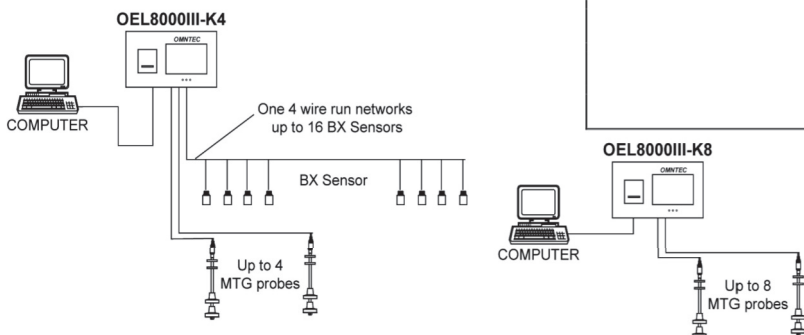 OEL8000III-K4
OMNTEC
COMPUTER
One 4 wire run networks
up to 16 BX Sensors
BX Sensor
Up to 4
MTG probes
OEL8000III-K8
OMNTEC
COMPUTER
Up to 8
MTG probes